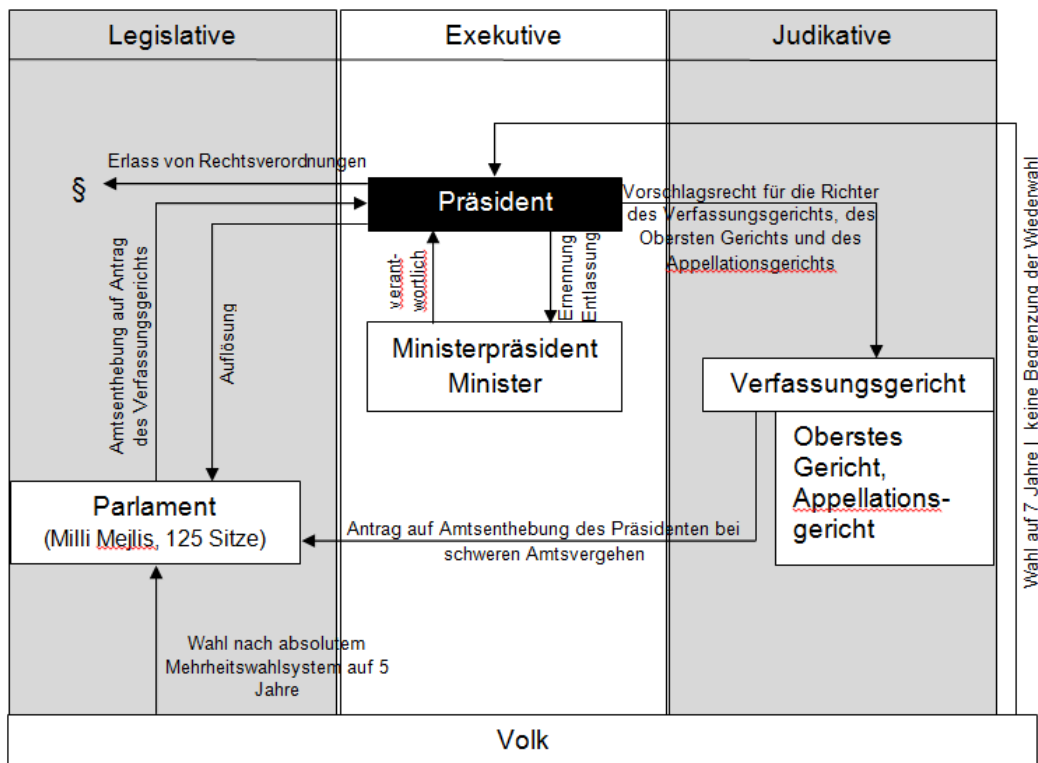 Legislative
Exekutive
Judikative
Erlass von Rechtsverordnungen
§
Präsident
Vorschlagsrecht für die Richter
des Verfassungsgerichts, des
Obersten Gerichts und des
Appellationsgerichts
Amtsenthebung auf Antrag
des Verfassungsgerichts
Auflösung
verant-
wortlich
Ernennung
Entlassung
Ministerpräsident
Minister
Verfassungsgericht
Oberstes
Gericht,
Appellations-
gericht
Parlament
(Milli Mejlis, 125 Sitze)
Antrag auf Amtsenthebung des Präsidenten bei
schweren Amtsvergehen
Wahl auf 7 Jahre | keine Begrenzung der Wiederwahl
Wahl nach absolutem
Mehrheitswahlsystem auf 5
Jahre
Volk